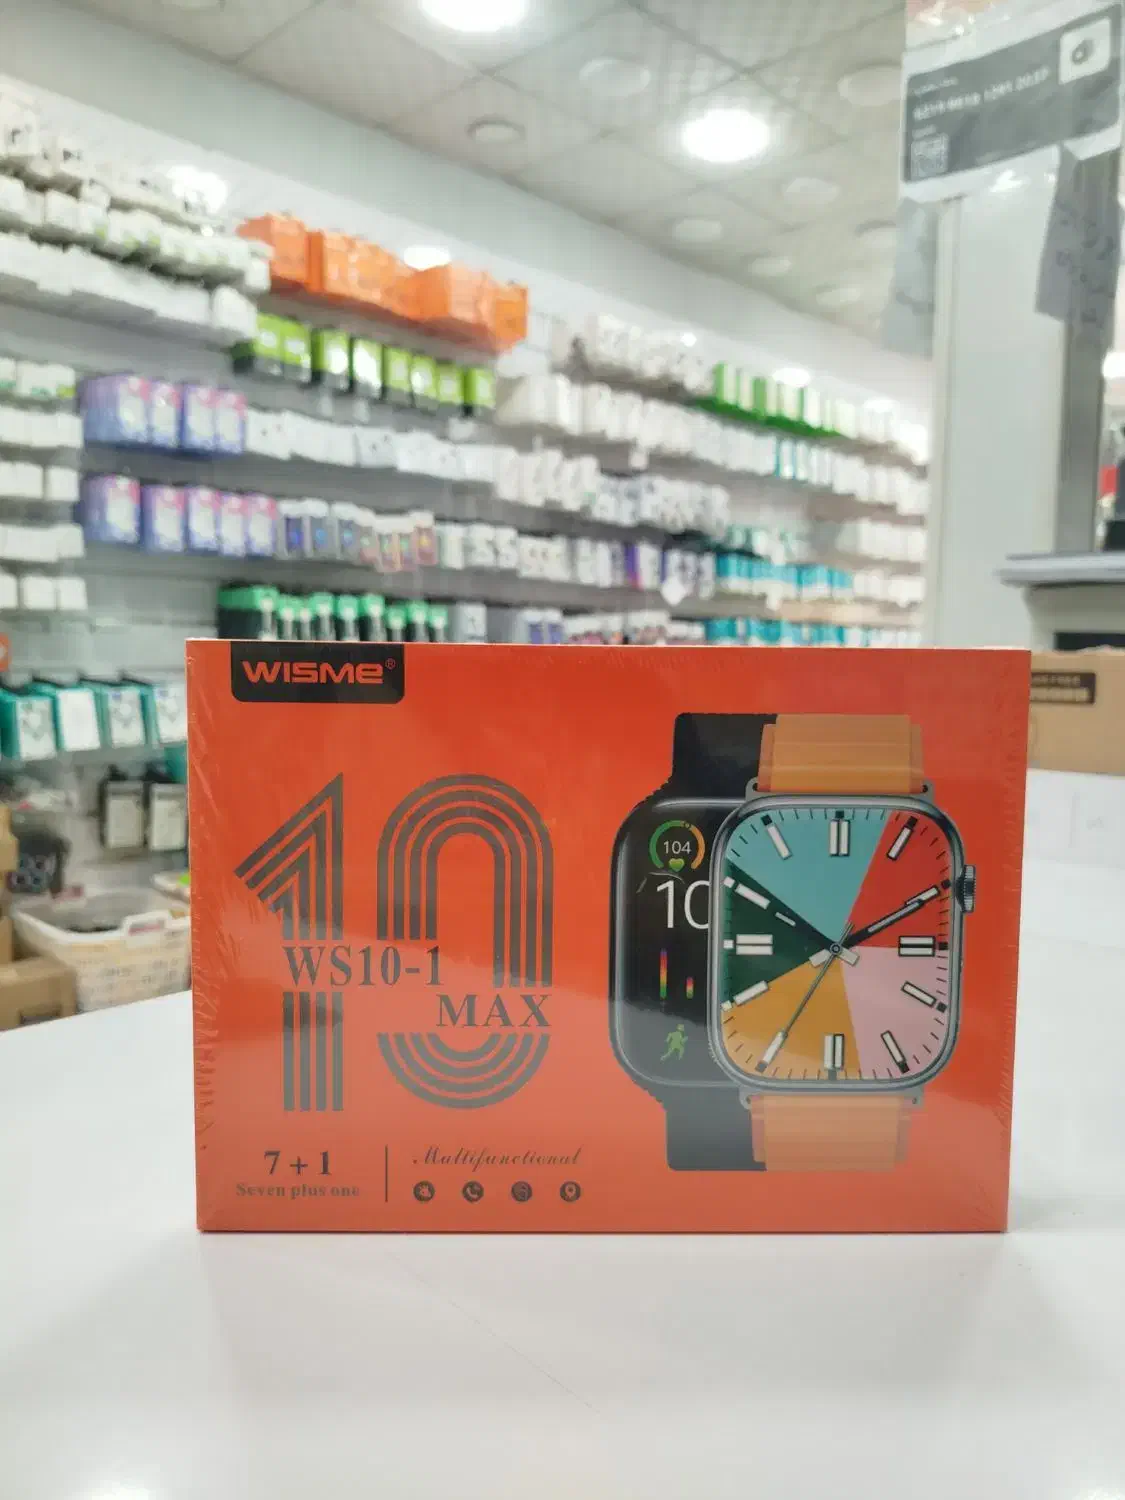 WISMe®
10
WS10-1
MAX
104
10
7 + 1
Seven plus one
Multifunctional